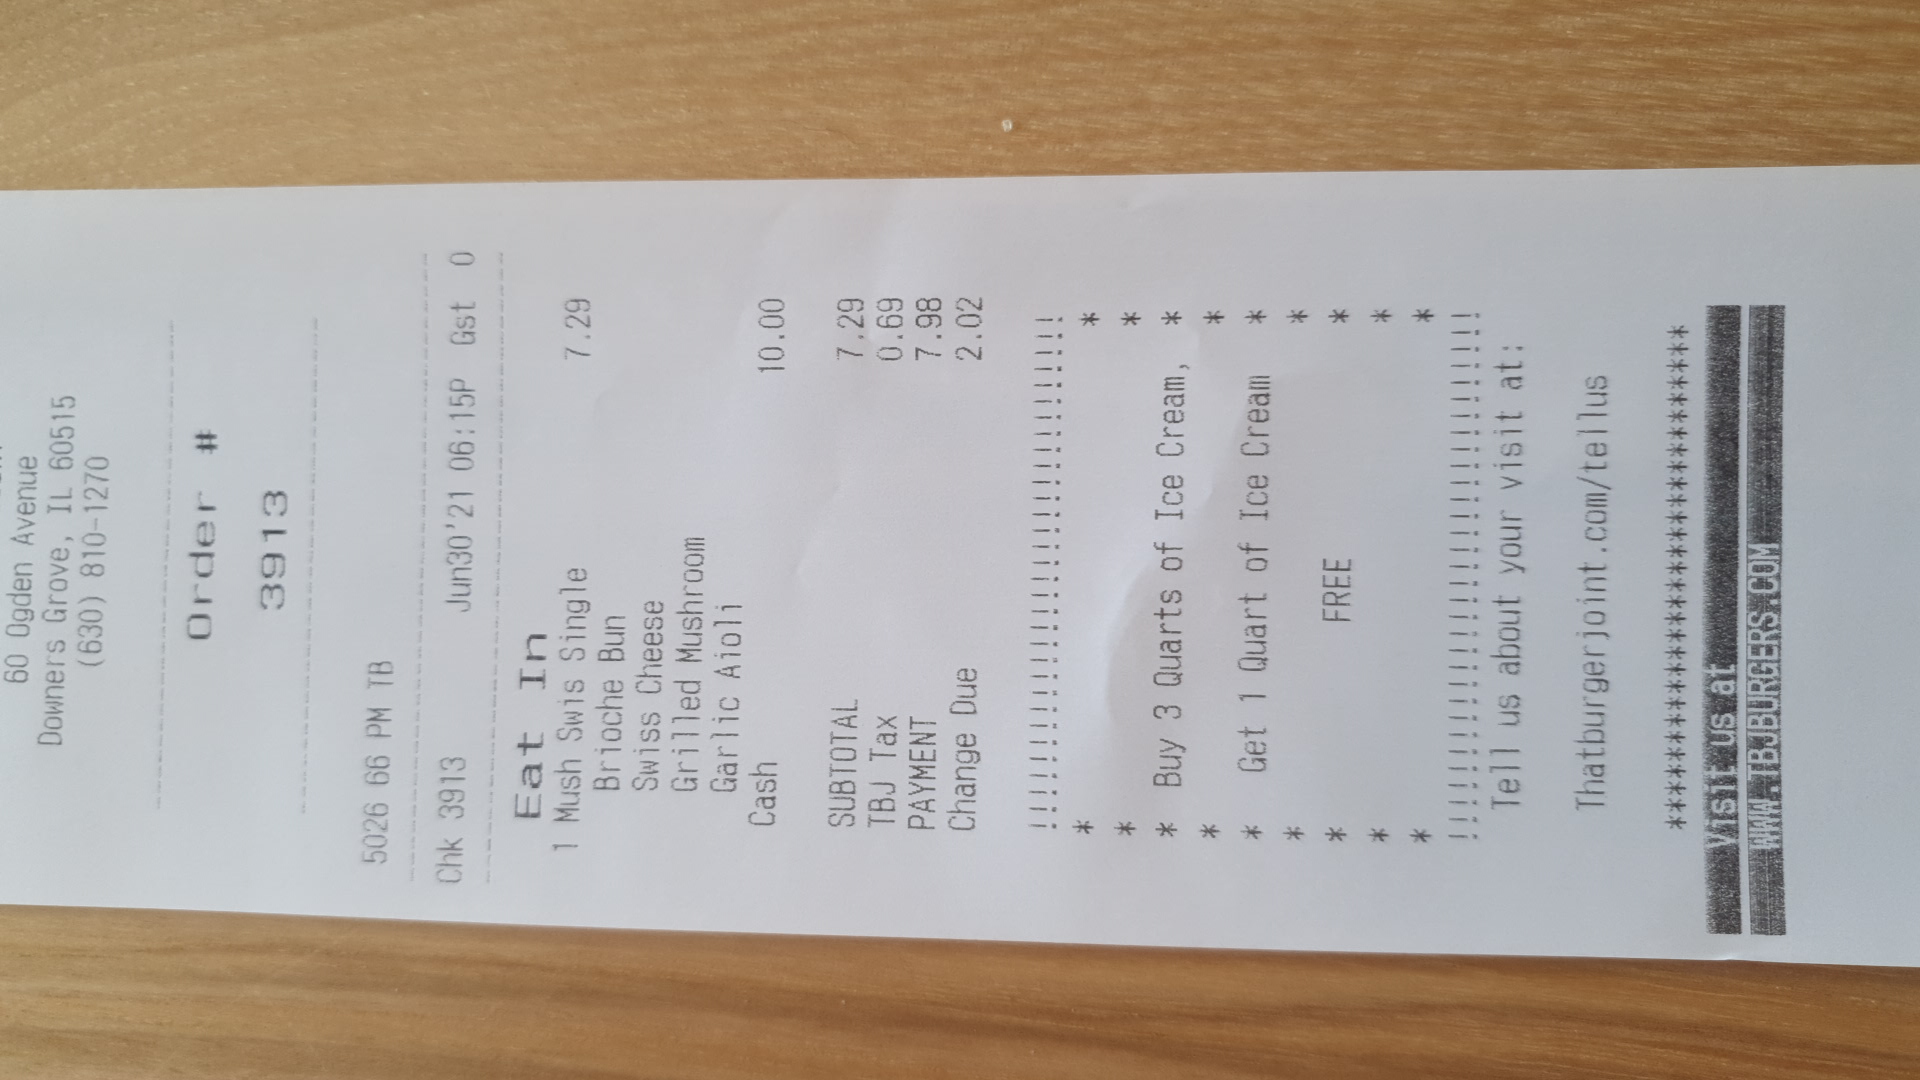 60 Ogden Avenue
Downers Grove, IL 60515
(630) 810-1270
Order #
3913
5026 66 PM TB
Chk 3913 Jun30'21 06:15P Gst 0
Eat In
1 Mush Swis Single 7.29
Brioche Bun
Swiss Cheese
Grilled Mushroom
Garlic Aioli
Cash 10.00
SUBTOTAL 7.29
TBJ Tax 0.69
PAYMENT 7.98
Change Due 2.02
* *
* *
* Buy 3 Quarts of Ice Cream, *
* *
* Get 1 Quart of Ice Cream *
* *
* FREE *
* *
* *
Tell us about your visit at:
Thatburgerjoint.com/tellus
Visit us at
WWW.TBJBURGERS.COM